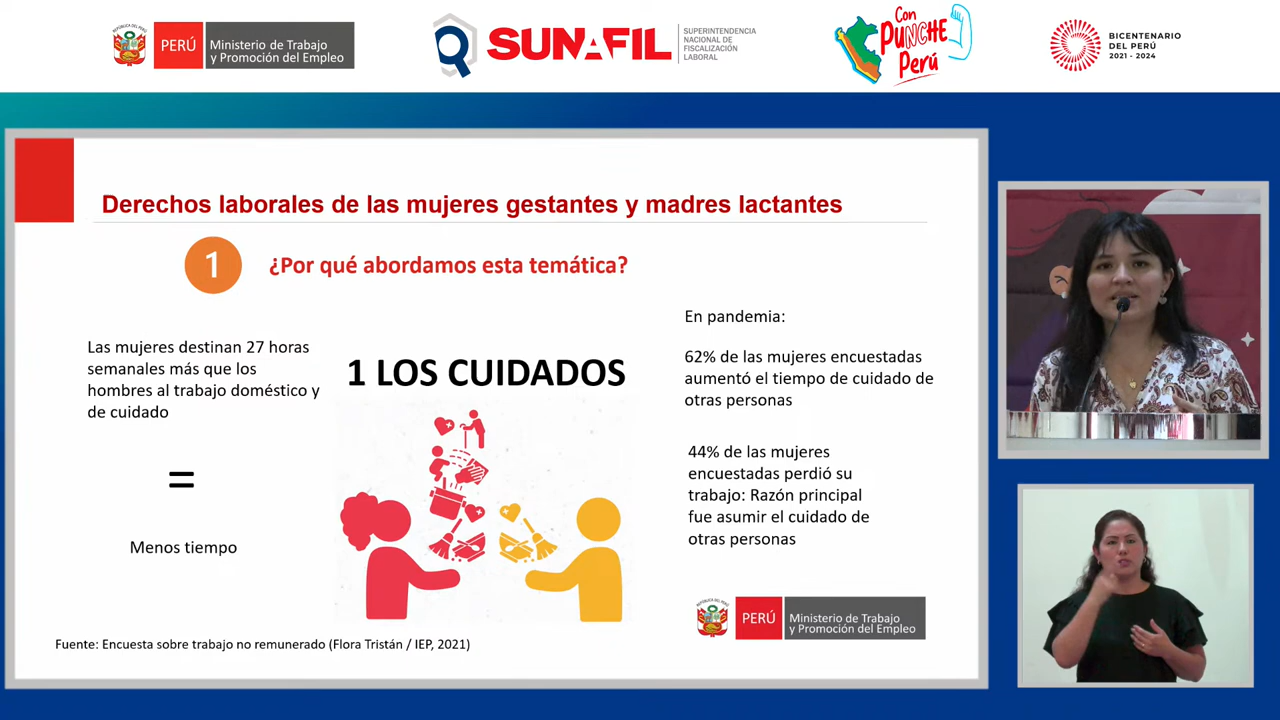 PERÚ
Ministerio de Trabajo
y Promoción del Empleo
SUNAFIL
SUPERINTENDENCIA
NACIONAL DE
FISCALIZACIÓN
LABORAL
Con
PUNCHE
Perú
BICENTENARIO
DEL PERÚ
2021 - 2024
Derechos laborales de las mujeres gestantes y madres lactantes
1
¿Por qué abordamos esta temática?
Las mujeres destinan 27 horas
semanales más que los
hombres al trabajo doméstico y
de cuidado
=
Menos tiempo
1 LOS CUIDADOS
En pandemia:
62% de las mujeres encuestadas
aumentó el tiempo de cuidado de
otras personas
44% de las mujeres
encuestadas perdió su
trabajo: Razón principal
fue asumir el cuidado de
otras personas
PERÚ
Ministerio de Trabajo
y Promoción del Empleo
Fuente: Encuesta sobre trabajo no remunerado (Flora Tristán / IEP, 2021)